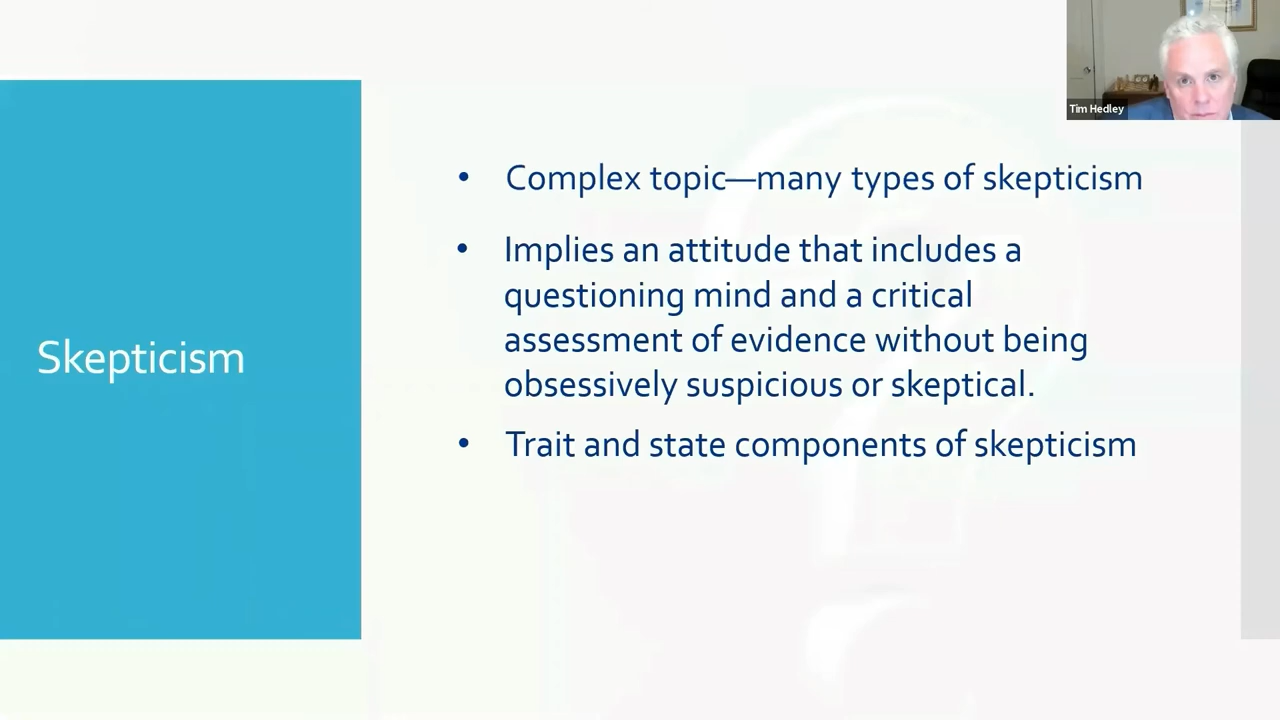 Tim Hedley
Skepticism
• Complex topic—many types of skepticism
• Implies an attitude that includes a
questioning mind and a critical
assessment of evidence without being
obsessively suspicious or skeptical.
• Trait and state components of skepticism